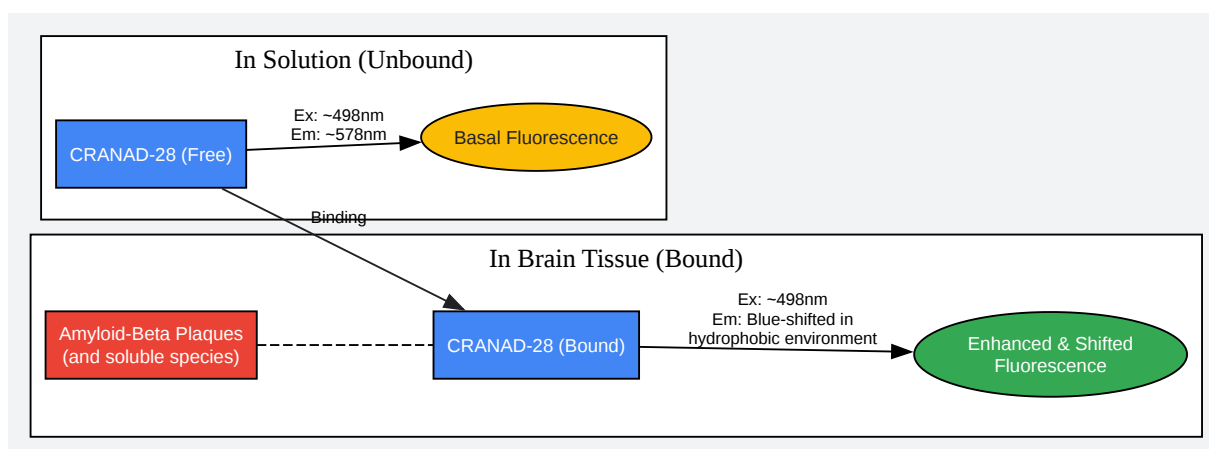 In Solution (Unbound)
Ex: ~498nm
Em: ~578nm
CRANAD-28 (Free)
Basal Fluorescence
Binding
In Brain Tissue (Bound)
Amyloid-Beta Plaques
(and soluble species)
CRANAD-28 (Bound)
Ex: ~498nm
Em: Blue-shifted in
hydrophobic environment
Enhanced & Shifted
Fluorescence